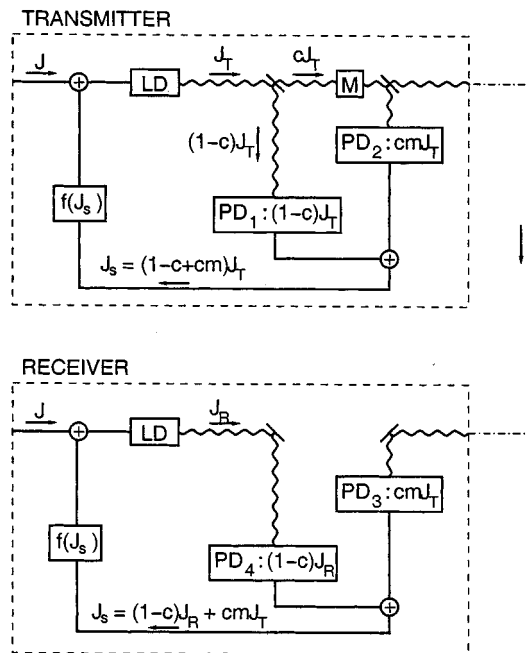 TRANSMITTER
J
LD
J_T
cJ_T
M
(1-c)J_T
PD_2 : cmJ_T
f(J_s)
PD_1 : (1-c)J_T
J_s = (1-c+cm)J_T
RECEIVER
J
LD
J_R
PD_3 : cmJ_T
f(J_s)
PD_4 : (1-c)J_R
J_s = (1-c)J_R + cmJ_T